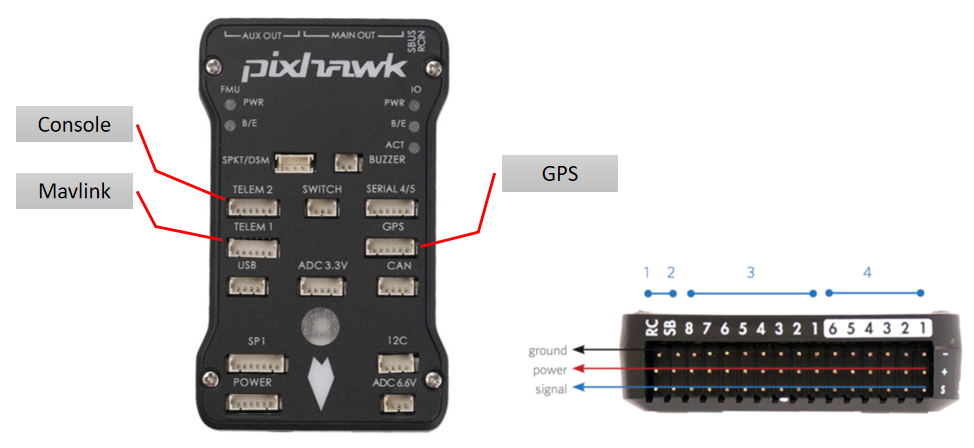 AUX OUT MAIN OUT SBUS RCIN
pixhawk
FMU IO
PWR PWR
B/E B/E
ACT
Console
SPKT/DSM BUZZER
GPS
Mavlink
TELEM 2 SWITCH SERIAL 4/5
TELEM 1 GPS
USB ADC 3.3V CAN
SP1 12C
POWER ADC 6.6V
1 2 3 4
RC SB 8 7 6 5 4 3 2 1 6 5 4 3 2 1
ground -
power +
signal S